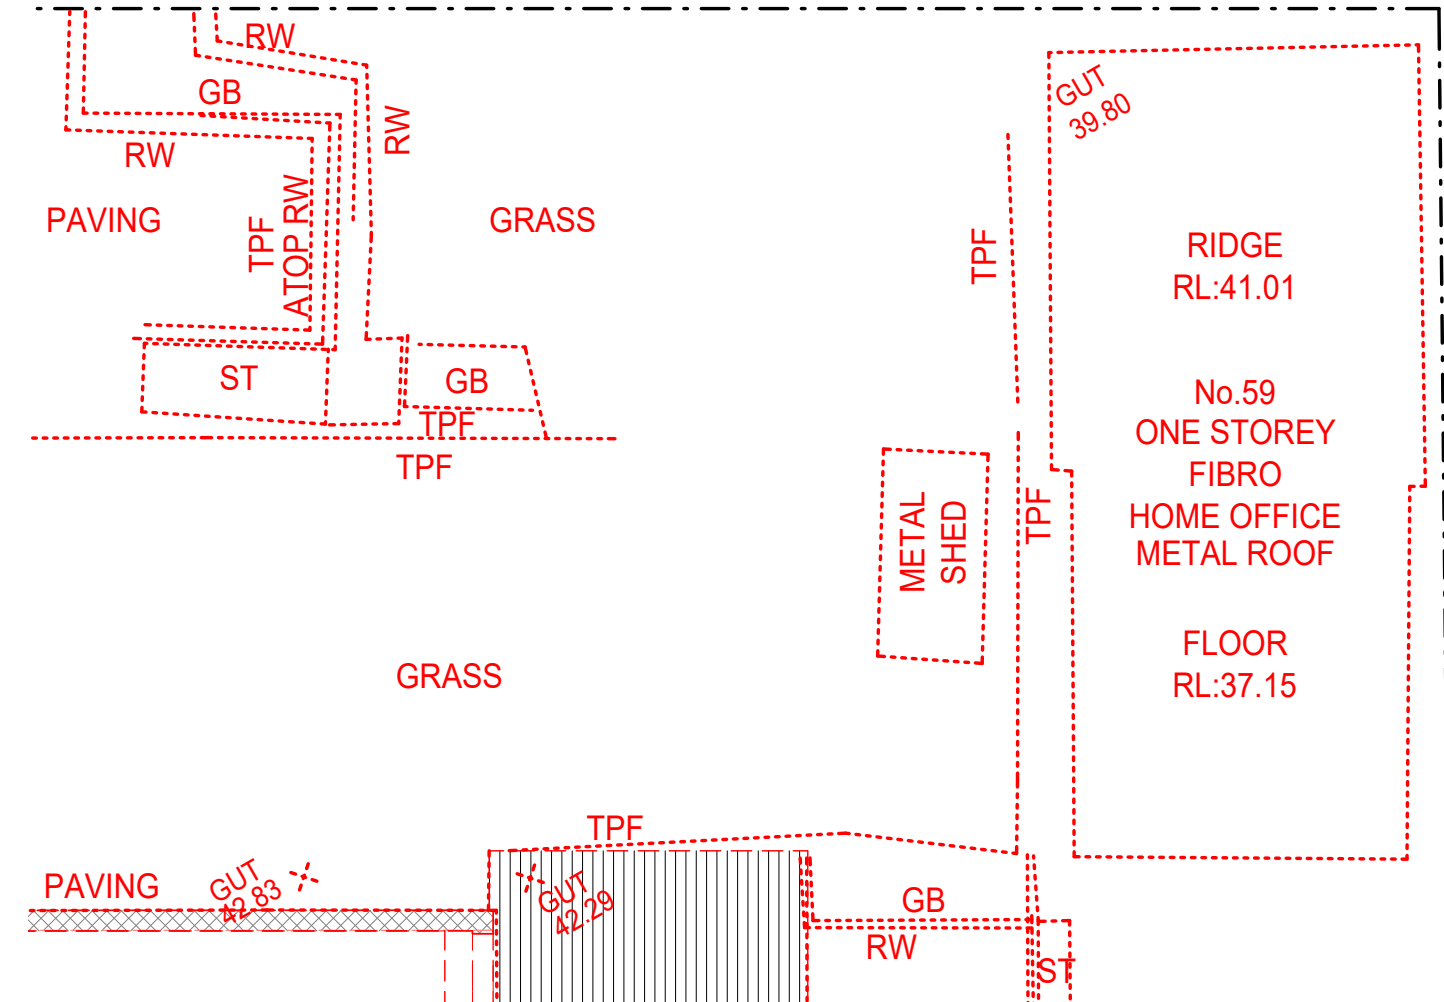 RW
GB
RW
RW
PAVING
TPF
ATOP RW
GRASS
ST
GB
TPF
TPF
GUT
39.80
TPF
RIDGE
RL:41.01
No.59
ONE STOREY
FIBRO
HOME OFFICE
METAL ROOF
FLOOR
RL:37.15
METAL
SHED
TPF
GRASS
TPF
PAVING
GUT
42.83
GUT
42.29
GB
RW
ST